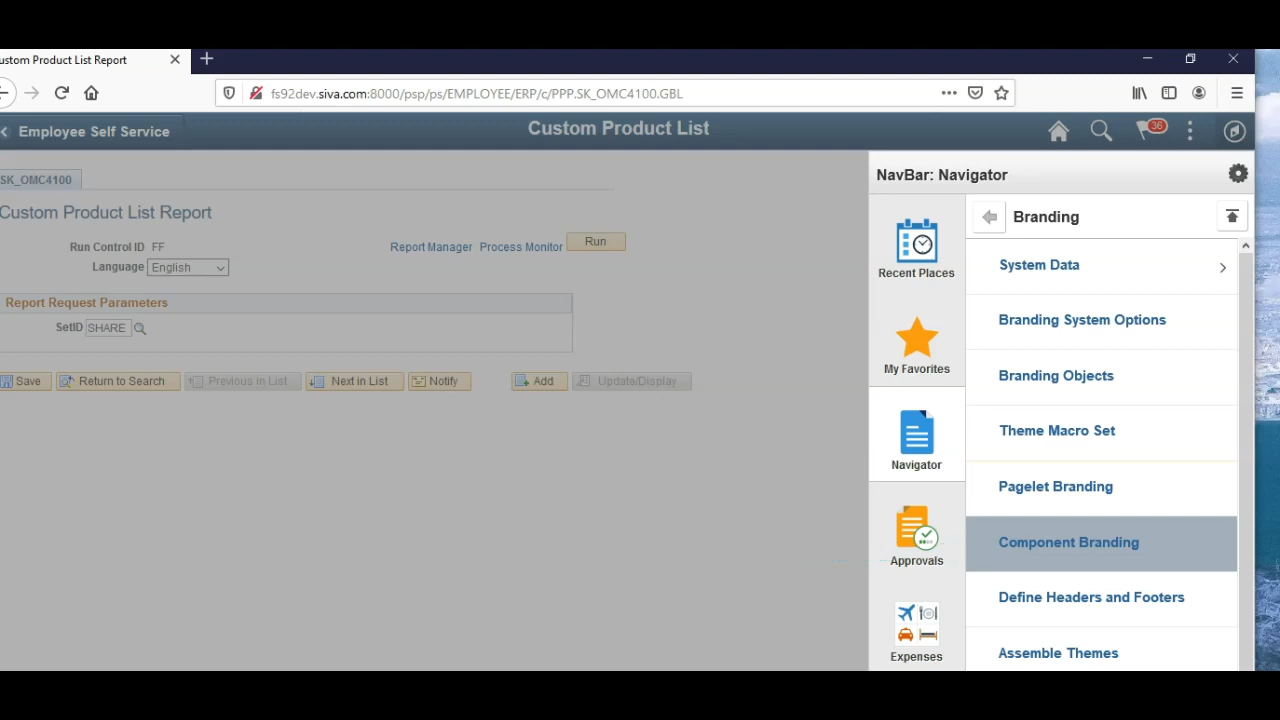 ustom Product List Report
fs92dev.siva.com:8000/psp/ps/EMPLOYEE/ERP/c/PPP.SK_OMC4100.GBL
Employee Self Service
Custom Product List
36
NavBar: Navigator
SK_OMC4100
Custom Product List Report
Run Control ID FF
Report Manager Process Monitor Run
Language English
Report Request Parameters
SetID SHARE
Save Return to Search Previous in List Next in List Notify Add Update/Display
Recent Places
My Favorites
Navigator
Approvals
Expenses
Branding
System Data
Branding System Options
Branding Objects
Theme Macro Set
Pagelet Branding
Component Branding
Define Headers and Footers
Assemble Themes